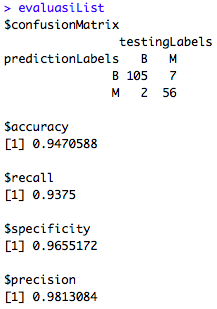 > evaluasiList
$confusionMatrix
testingLabels
predictionLabels B M
B 105 7
M 2 56
$accuracy
[1] 0.9470588
$recall
[1] 0.9375
$specificity
[1] 0.9655172
$precision
[1] 0.9813084